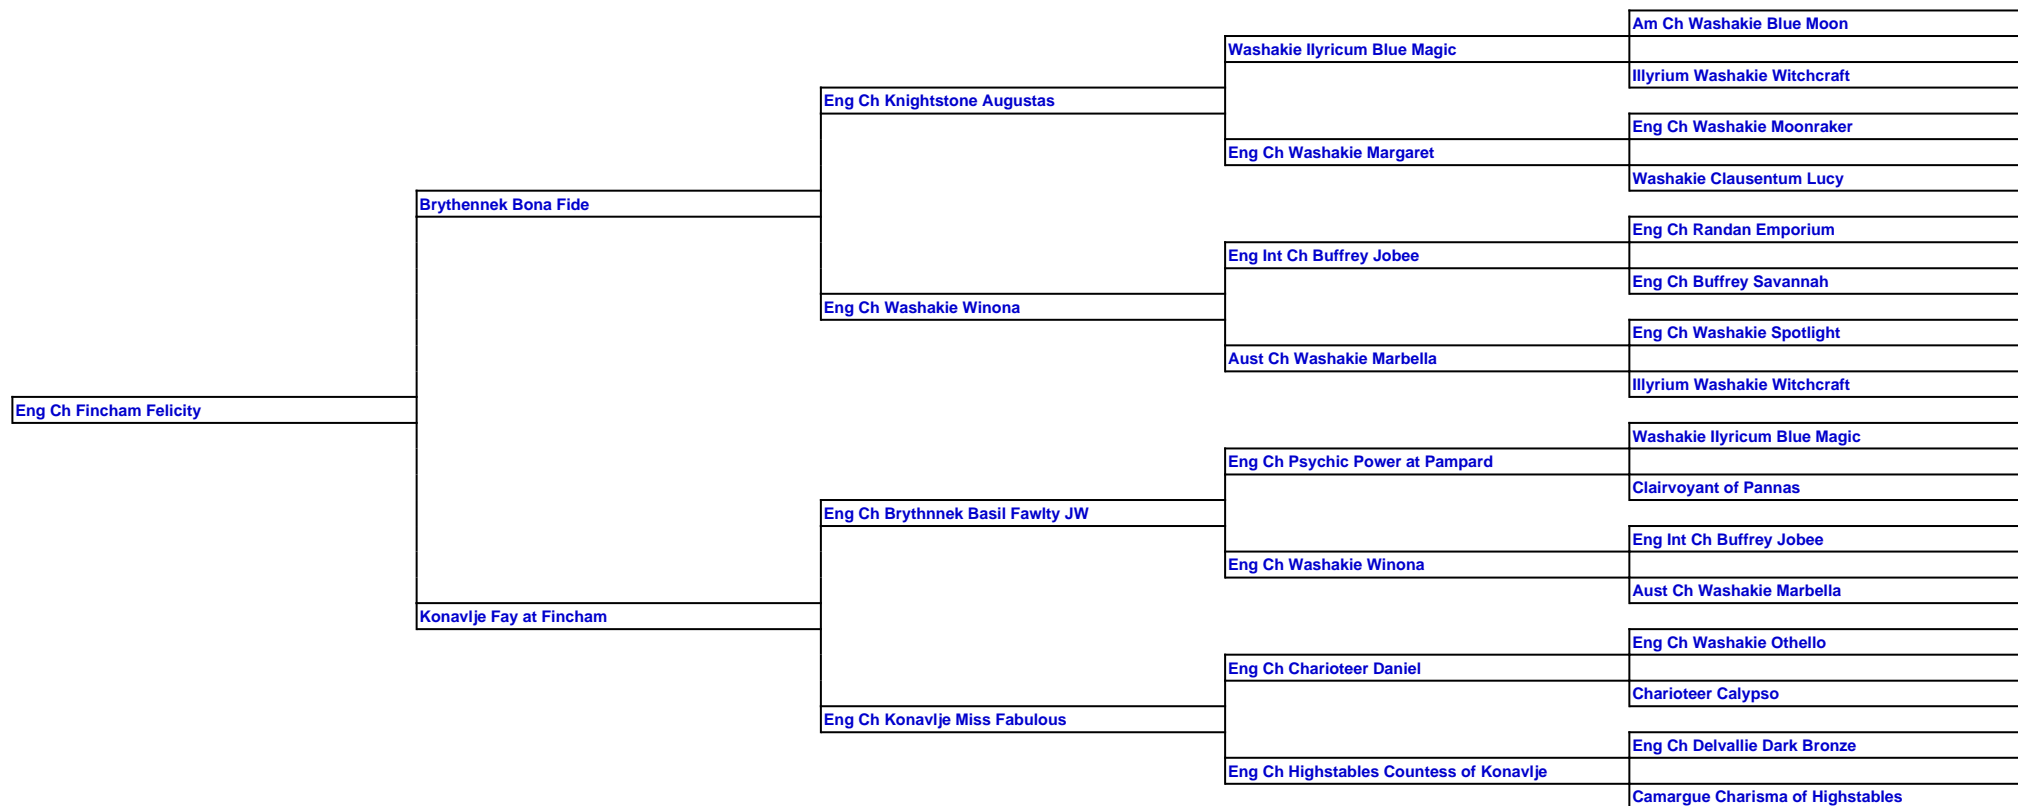 Am Ch Washakie Blue Moon
Washakie Ilyricum Blue Magic
Illyrium Washakie Witchcraft
Eng Ch Knightstone Augustas
Eng Ch Washakie Moonraker
Eng Ch Washakie Margaret
Washakie Clausentum Lucy
Brythennek Bona Fide
Eng Ch Randan Emporium
Eng Int Ch Buffrey Jobee
Eng Ch Buffrey Savannah
Eng Ch Washakie Winona
Eng Ch Washakie Spotlight
Aust Ch Washakie Marbella
Illyrium Washakie Witchcraft
Eng Ch Fincham Felicity
Washakie Ilyricum Blue Magic
Eng Ch Psychic Power at Pampard
Clairvoyant of Pannas
Eng Ch Brythnnek Basil Fawlty JW
Eng Int Ch Buffrey Jobee
Eng Ch Washakie Winona
Aust Ch Washakie Marbella
Konavlje Fay at Fincham
Eng Ch Washakie Othello
Eng Ch Charioteer Daniel
Charioteer Calypso
Eng Ch Konavlje Miss Fabulous
Eng Ch Delvallie Dark Bronze
Eng Ch Highstables Countess of Konavlje
Camargue Charisma of Highstables